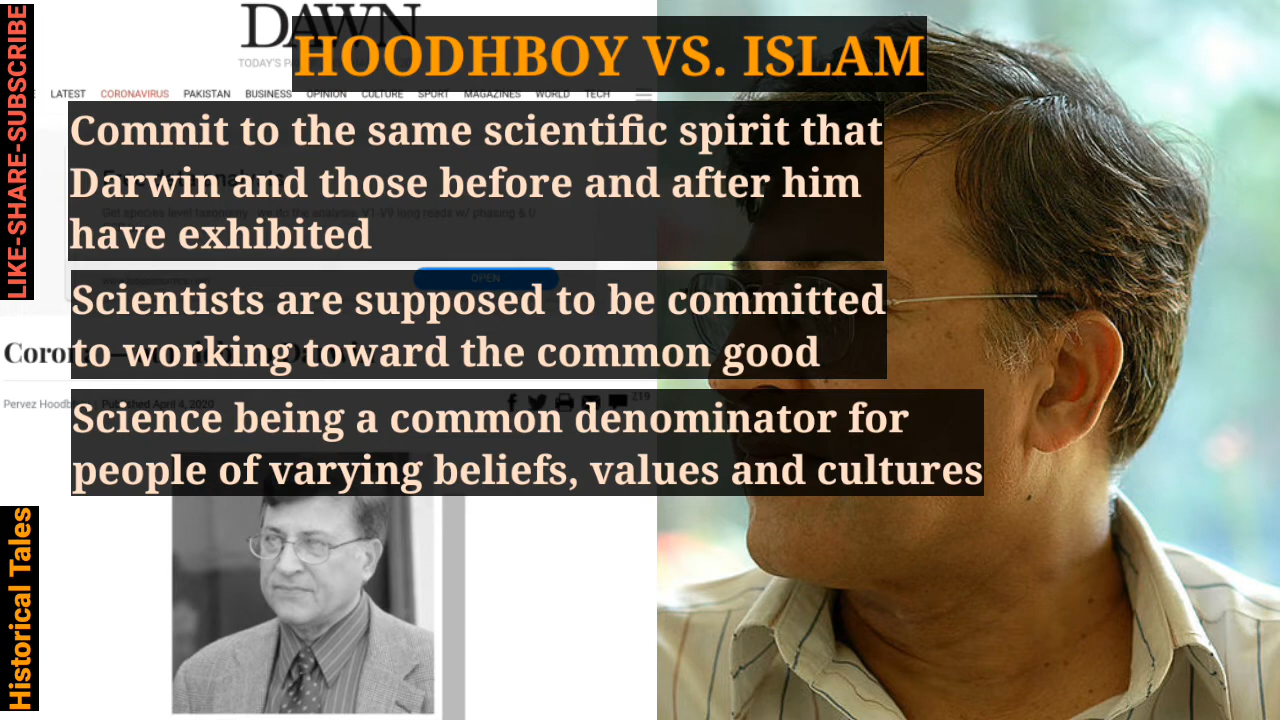 LIKE-SHARE-SUBSCRIBE
Historical Tales
DAWN
TODAY'S
HOODHBOY VS. ISLAM
LATEST CORONAVIRUS PAKISTAN BUSINESS OPINION CULTURE SPORT MAGAZINES WORLD TECH
Commit to the same scientific spirit that
Darwin and those before and after him
have exhibited
OPEN
Scientists are supposed to be committed
to working toward the common good
Pervez Published April 4, 2020 219
Science being a common denominator for
people of varying beliefs, values and cultures